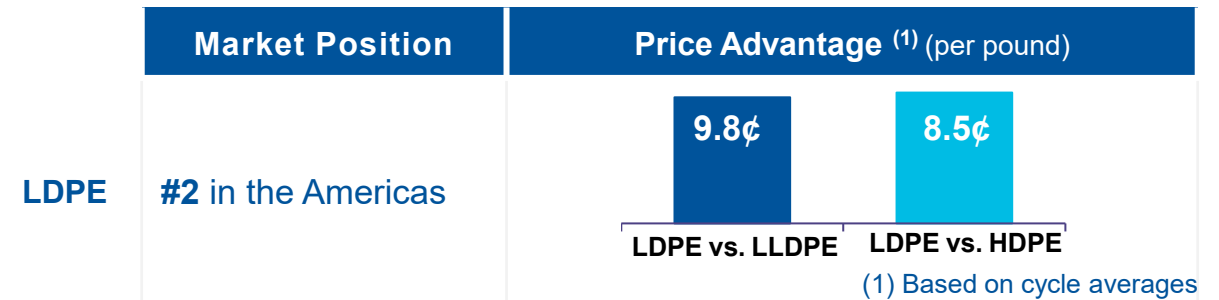 Market Position
Price Advantage (1) (per pound)
LDPE
#2 in the Americas
9.8¢
8.5¢
LDPE vs. LLDPE
LDPE vs. HDPE
(1) Based on cycle averages